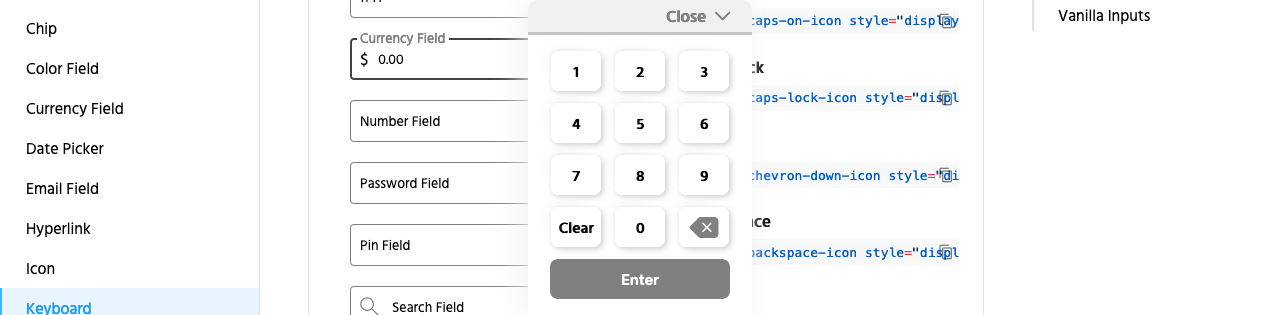 Chip
Color Field
Currency Field
Date Picker
Email Field
Hyperlink
Icon
Keyboard
Currency Field
$ 0.00
Number Field
Password Field
Pin Field
Search Field
Close
1 2 3
4 5 6
7 8 9
Clear 0
Enter
caps-on-icon style="display
ck
caps-lock-icon style="displ
chevron-down-icon style="di
ace
backspace-icon style="displ
Vanilla Inputs